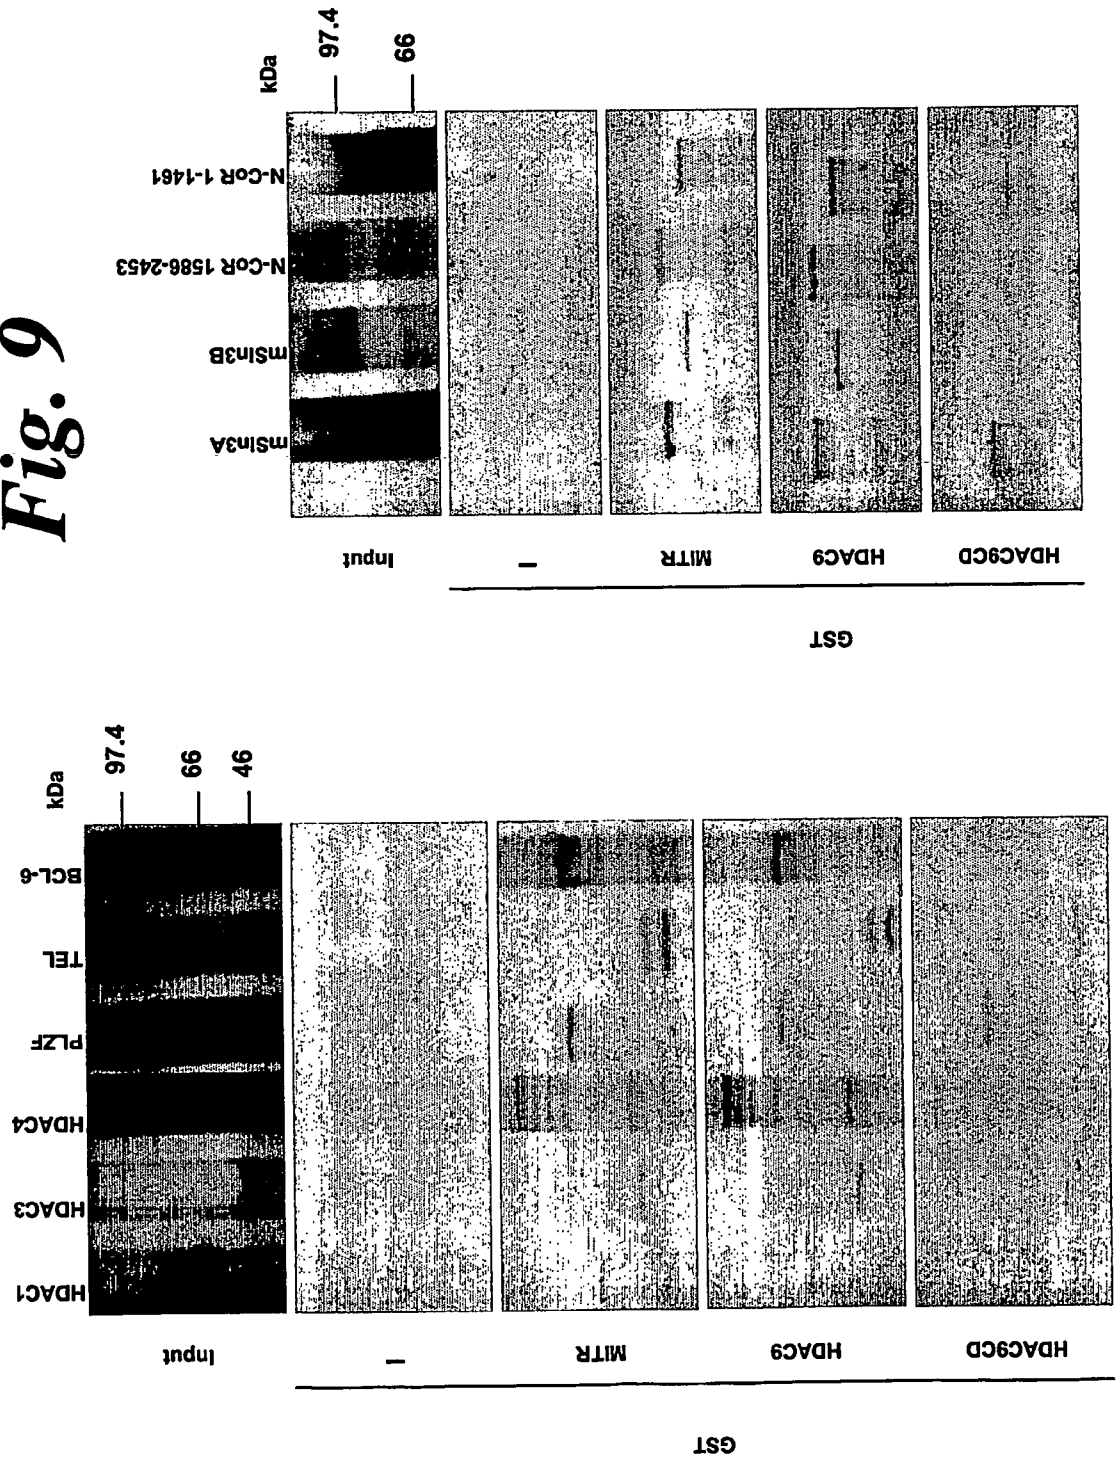 Fig. 9
kDa
97.4
66
46
HDAC1
HDAC3
HDAC4
PLZF
TEL
BCL-6
Input
–
MITR
HDAC9
HDAC9CD
GST
kDa
97.4
66
mSin3A
mSin3B
N-CoR 1586-2453
N-CoR 1-1461
Input
–
MITR
HDAC9
HDAC9CD
GST